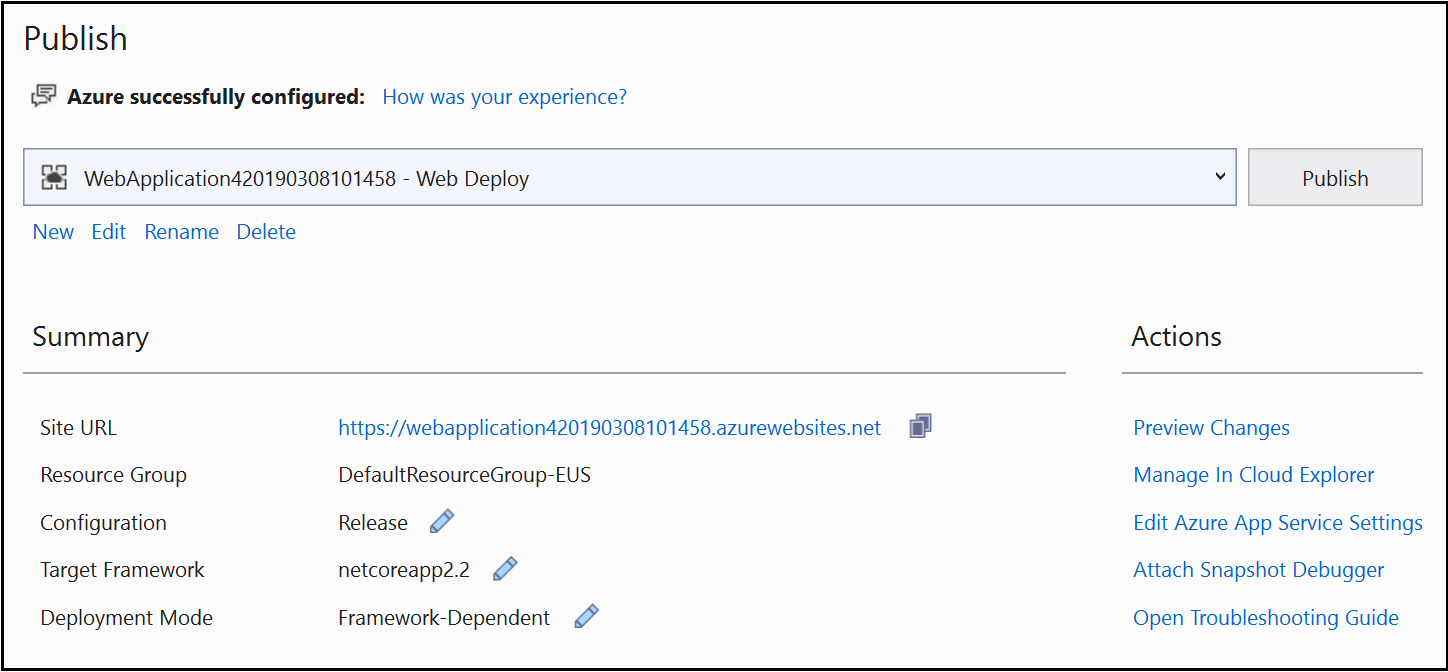 Publish
Azure successfully configured: How was your experience?
WebApplication420190308101458 - Web Deploy
Publish
New Edit Rename Delete
Summary
Actions
Site URL https://webapplication420190308101458.azurewebsites.net
Resource Group DefaultResourceGroup-EUS
Configuration Release
Target Framework netcoreapp2.2
Deployment Mode Framework-Dependent
Preview Changes
Manage In Cloud Explorer
Edit Azure App Service Settings
Attach Snapshot Debugger
Open Troubleshooting Guide